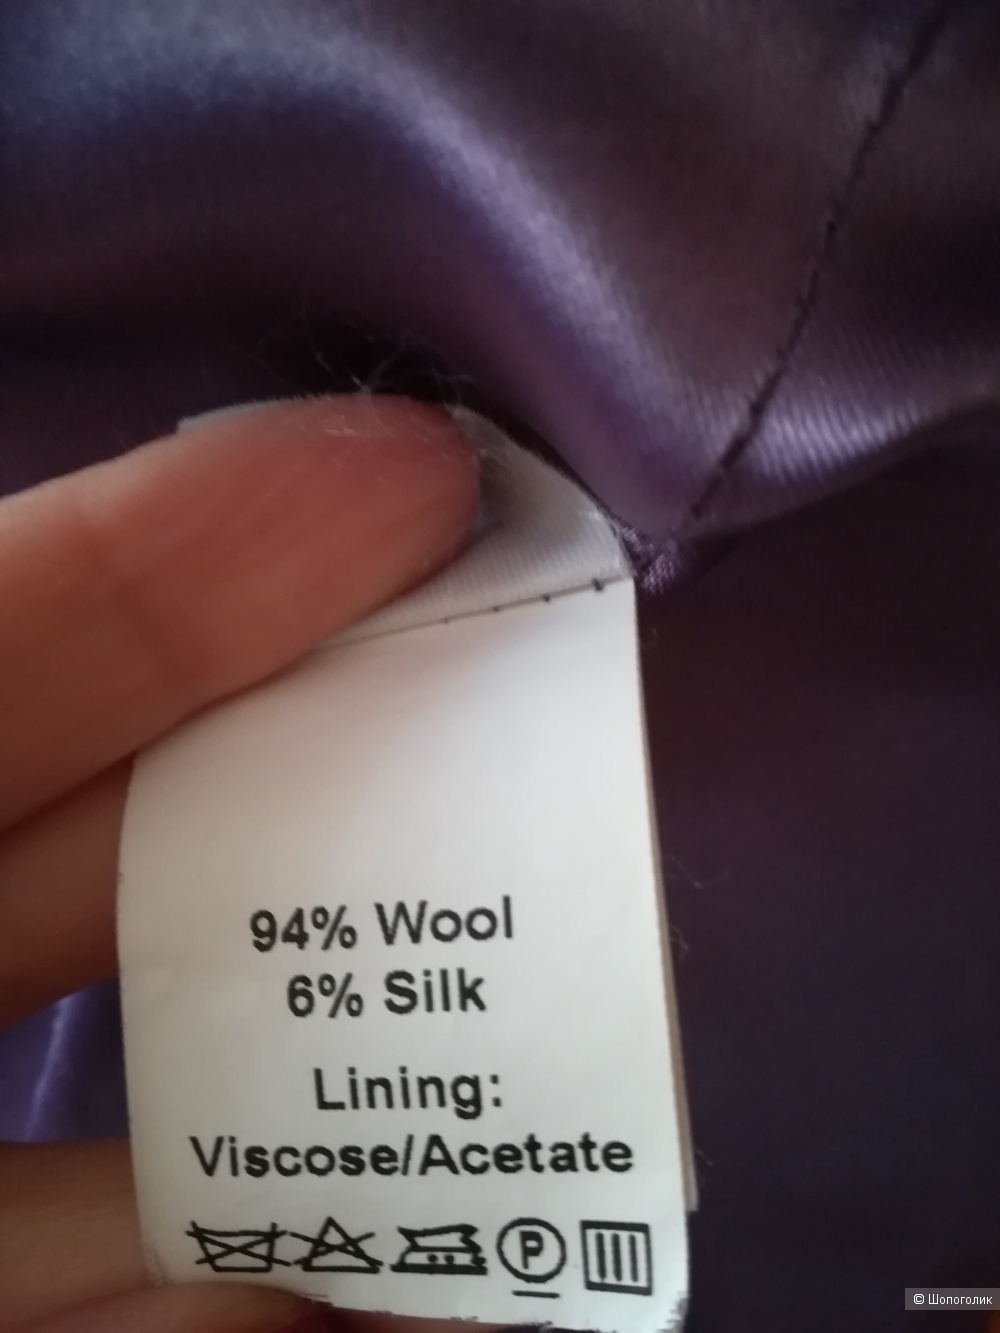 94% Wool
6% Silk
Lining:
Viscose/Acetate
P
© Шопоголик